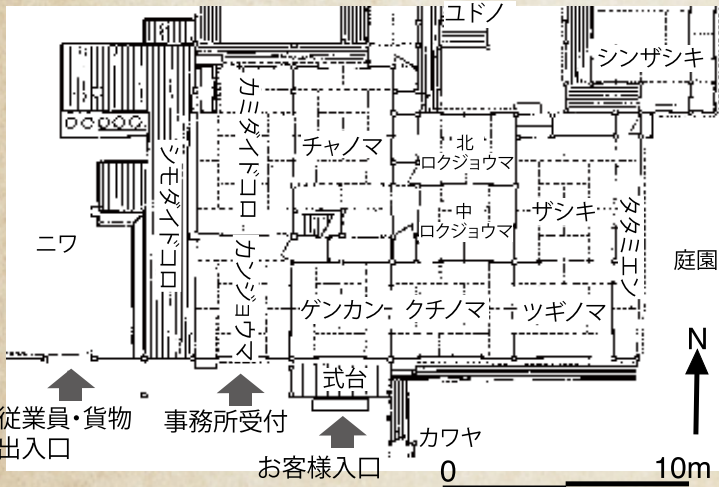 ユドノ
シンザシキ
カミダイドコロ
チャノマ
北
ロクジョウマ
シモダイドコロ
中
ロクジョウマ
ザシキ
タタミエン
ニワ
カンジョウマ
庭園
ゲンカン
クチノマ
ツギノマ
N
式台
従業員・貨物
出入口
事務所受付
お客様入口
カワヤ
0
10m